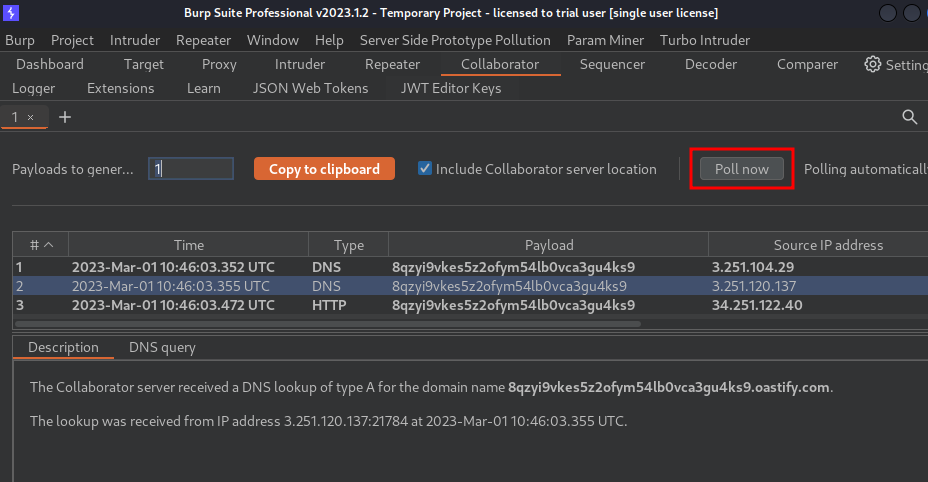 Burp Suite Professional v2023.1.2 - Temporary Project - licensed to trial user [single user license]
Burp Project Intruder Repeater Window Help Server Side Prototype Pollution Param Miner Turbo Intruder
Dashboard Target Proxy Intruder Repeater Collaborator Sequencer Decoder Comparer Setting
Logger Extensions Learn JSON Web Tokens JWT Editor Keys
1 × +
Payloads to gener... 1 Copy to clipboard Include Collaborator server location Poll now Polling automatically
# Time Type Payload Source IP address
1 2023-Mar-01 10:46:03.352 UTC DNS 8qzyi9vkes5z2ofym54lb0vca3gu4ks9 3.251.104.29
2 2023-Mar-01 10:46:03.355 UTC DNS 8qzyi9vkes5z2ofym54lb0vca3gu4ks9 3.251.120.137
3 2023-Mar-01 10:46:03.472 UTC HTTP 8qzyi9vkes5z2ofym54lb0vca3gu4ks9 34.251.122.40
Description DNS query
The Collaborator server received a DNS lookup of type A for the domain name 8qzyi9vkes5z2ofym54lb0vca3gu4ks9.oastify.com.
The lookup was received from IP address 3.251.120.137:21784 at 2023-Mar-01 10:46:03.355 UTC.